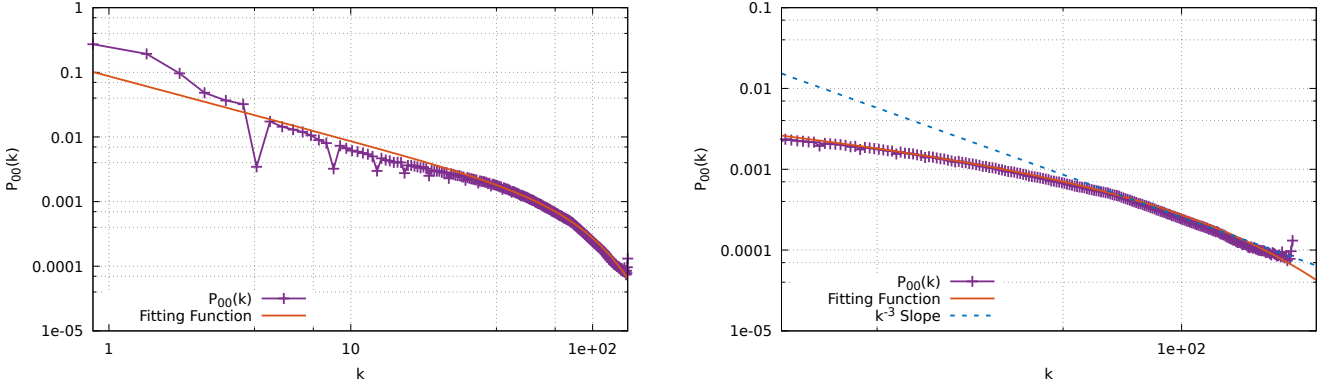 1
0.1
0.01
0.001
0.0001
1e-05
P00(k)
P00(k)
Fitting Function
1
10
1e+02
k
0.1
0.01
0.001
0.0001
1e-05
P00(k)
P00(k)
Fitting Function
k-3 Slope
1e+02
k